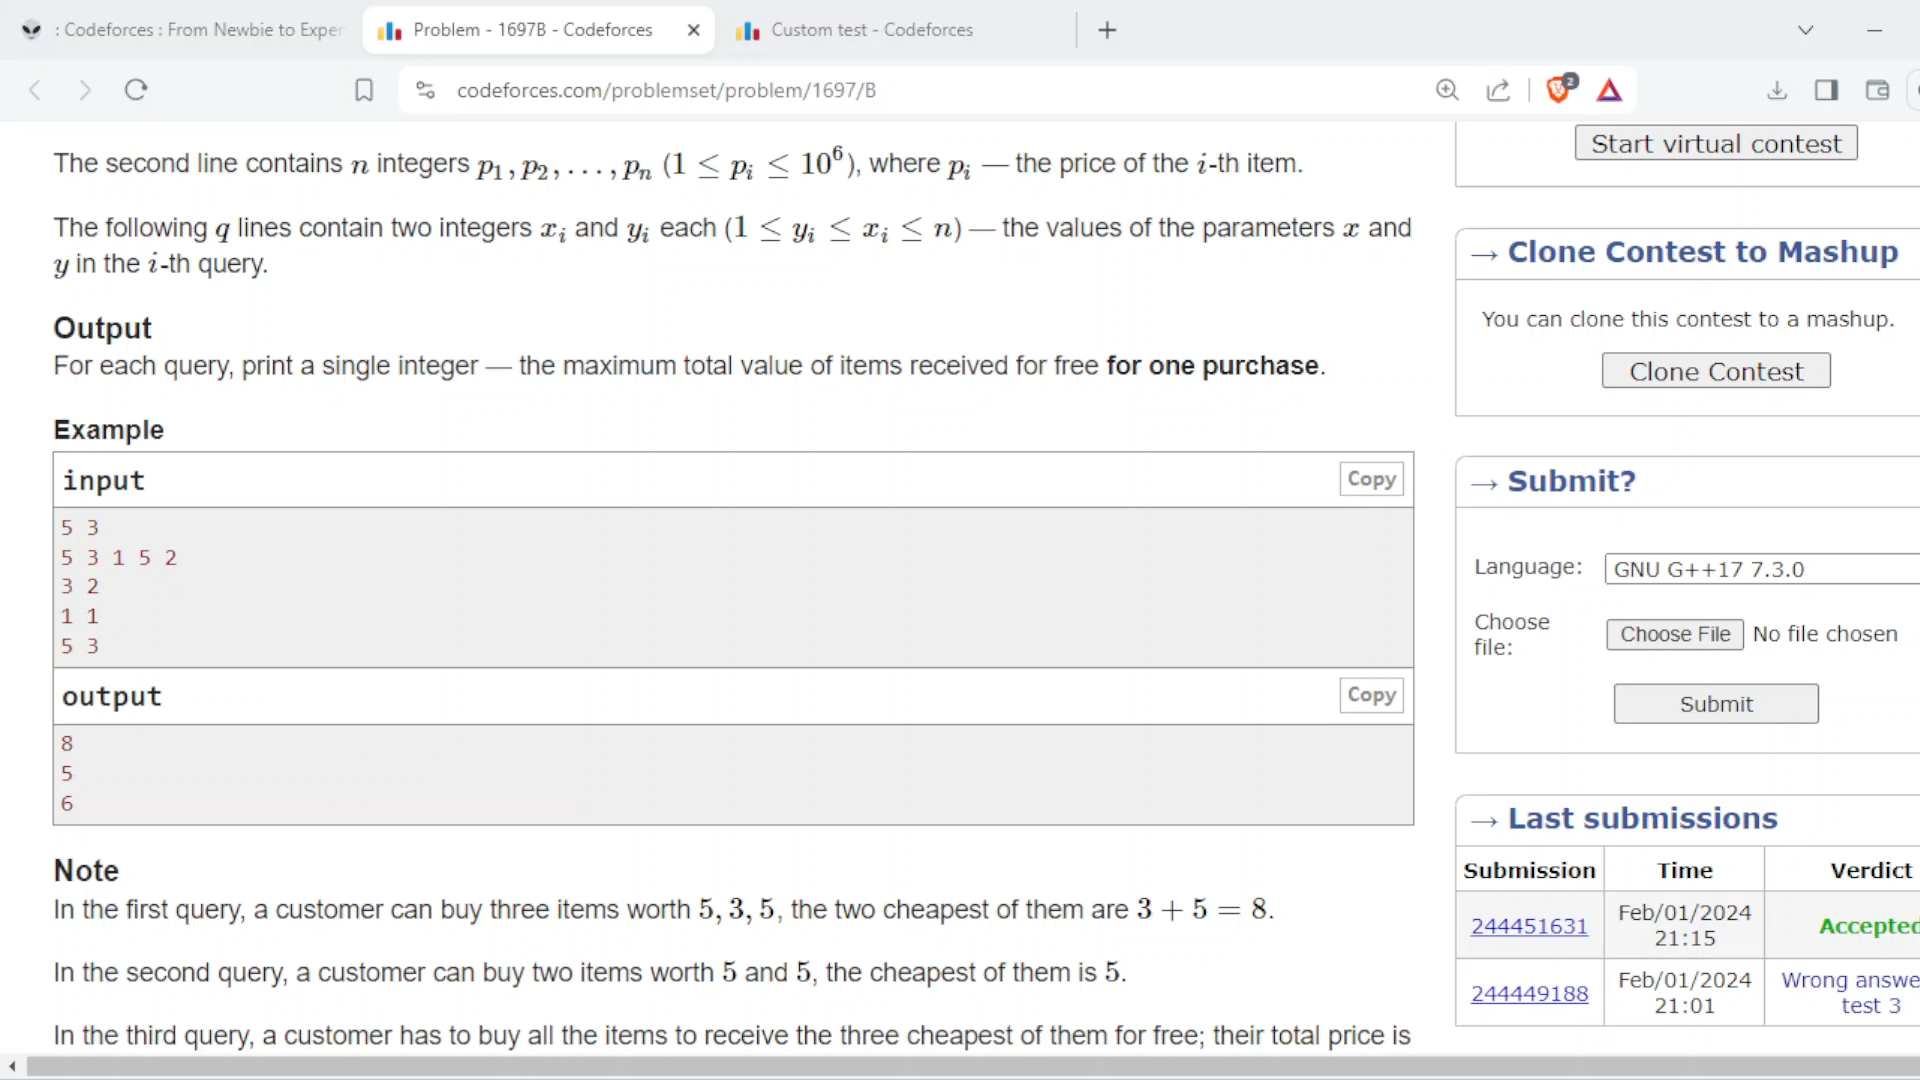 : Codeforces : From Newbie to Exper
Problem - 1697B - Codeforces
Custom test - Codeforces
codeforces.com/problemset/problem/1697/B
2
The second line contains n integers p₁, p₂, . . . , pₙ (1 ≤ pᵢ ≤ 10⁶), where pᵢ — the price of the i-th item.
The following q lines contain two integers xᵢ and yᵢ each (1 ≤ yᵢ ≤ xᵢ ≤ n) — the values of the parameters x and
y in the i-th query.
Output
For each query, print a single integer — the maximum total value of items received for free for one purchase.
Example
input
Copy
5 3
5 3 1 5 2
3 2
1 1
5 3
output
Copy
8
5
6
Note
In the first query, a customer can buy three items worth 5, 3, 5, the two cheapest of them are 3 + 5 = 8.
In the second query, a customer can buy two items worth 5 and 5, the cheapest of them is 5.
In the third query, a customer has to buy all the items to receive the three cheapest of them for free; their total price is
Start virtual contest
→ Clone Contest to Mashup
You can clone this contest to a mashup.
Clone Contest
→ Submit?
Language: GNU G++17 7.3.0
Choose
file:
Choose File No file chosen
Submit
→ Last submissions
Submission Time Verdict
244451631 Feb/01/2024
21:15
Accepted
244449188 Feb/01/2024
21:01
Wrong answe
test 3